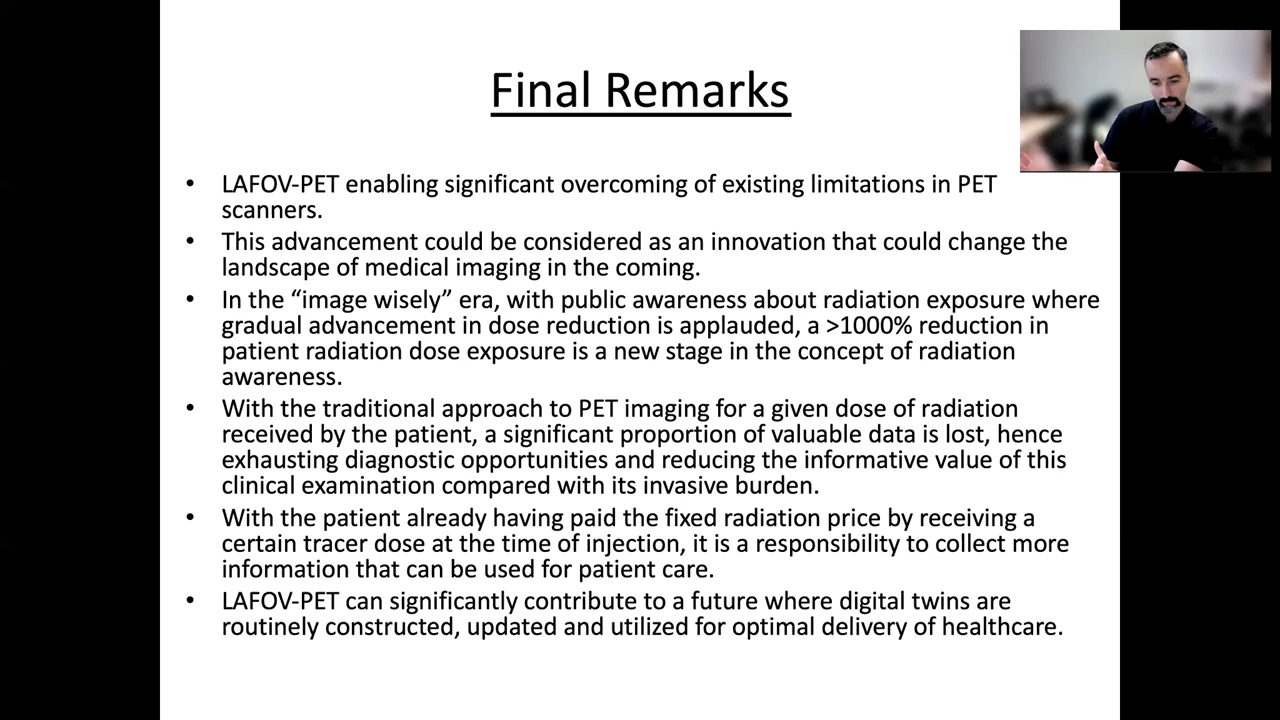 Final Remarks
• LAFOV-PET enabling significant overcoming of existing limitations in PET
scanners.
• This advancement could be considered as an innovation that could change the
landscape of medical imaging in the coming.
• In the “image wisely” era, with public awareness about radiation exposure where
gradual advancement in dose reduction is applauded, a >1000% reduction in
patient radiation dose exposure is a new stage in the concept of radiation
awareness.
• With the traditional approach to PET imaging for a given dose of radiation
received by the patient, a significant proportion of valuable data is lost, hence
exhausting diagnostic opportunities and reducing the informative value of this
clinical examination compared with its invasive burden.
• With the patient already having paid the fixed radiation price by receiving a
certain tracer dose at the time of injection, it is a responsibility to collect more
information that can be used for patient care.
• LAFOV-PET can significantly contribute to a future where digital twins are
routinely constructed, updated and utilized for optimal delivery of healthcare.